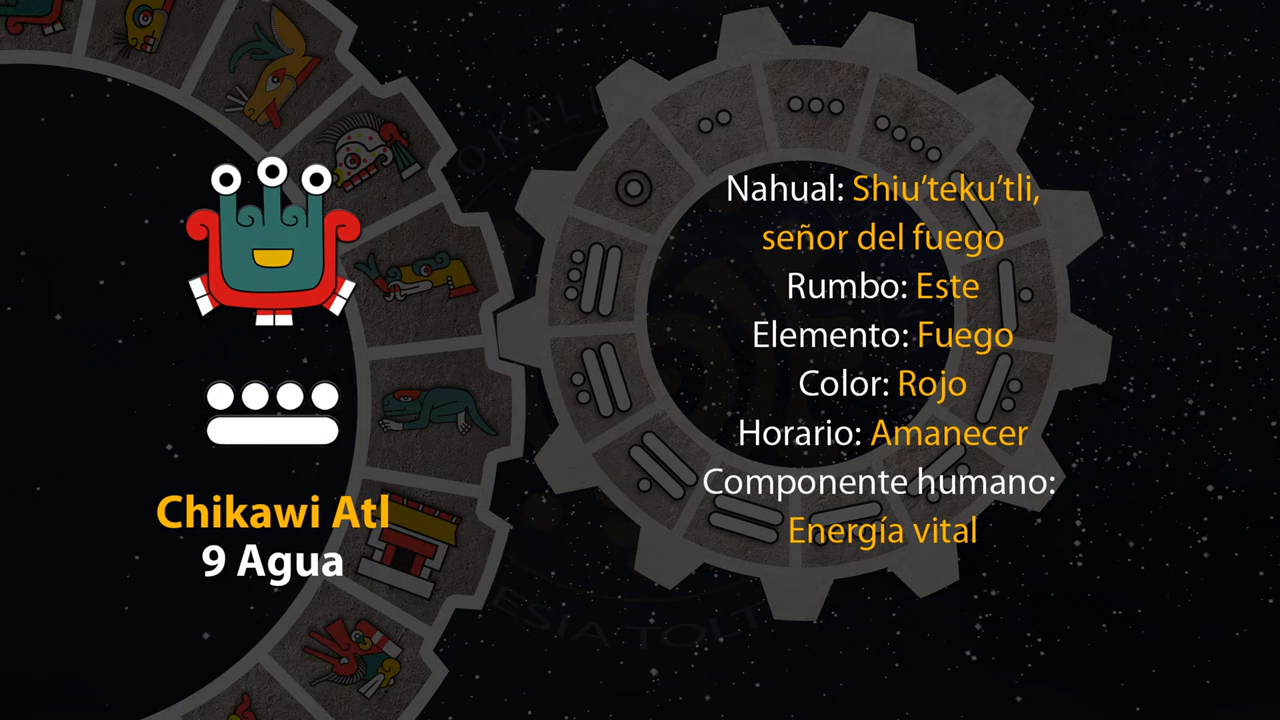 Chikawi Atl
9 Agua
Nahual: Shiu’teku’tli,
señor del fuego
Rumbo: Este
Elemento: Fuego
Color: Rojo
Horario: Amanecer
Componente humano:
Energía vital